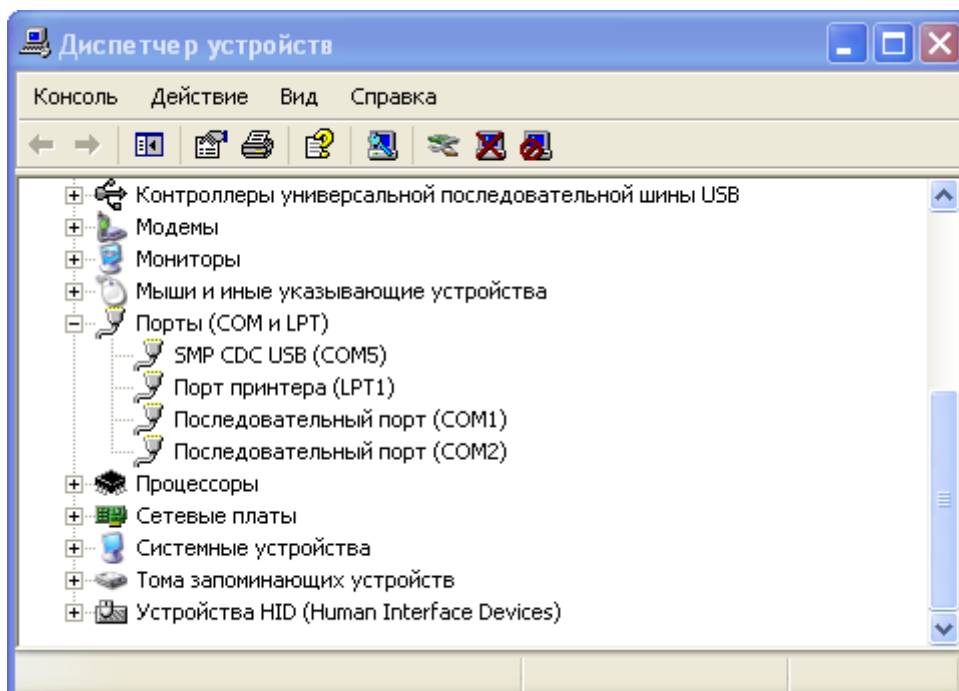 Диспетчер устройств
Консоль Действие Вид Справка
Контроллеры универсальной последовательной шины USB
Модемы
Мониторы
Мыши и иные указывающие устройства
Порты (COM и LPT)
SMP CDC USB (COM5)
Порт принтера (LPT1)
Последовательный порт (COM1)
Последовательный порт (COM2)
Процессоры
Сетевые платы
Системные устройства
Тома запоминающих устройств
Устройства HID (Human Interface Devices)